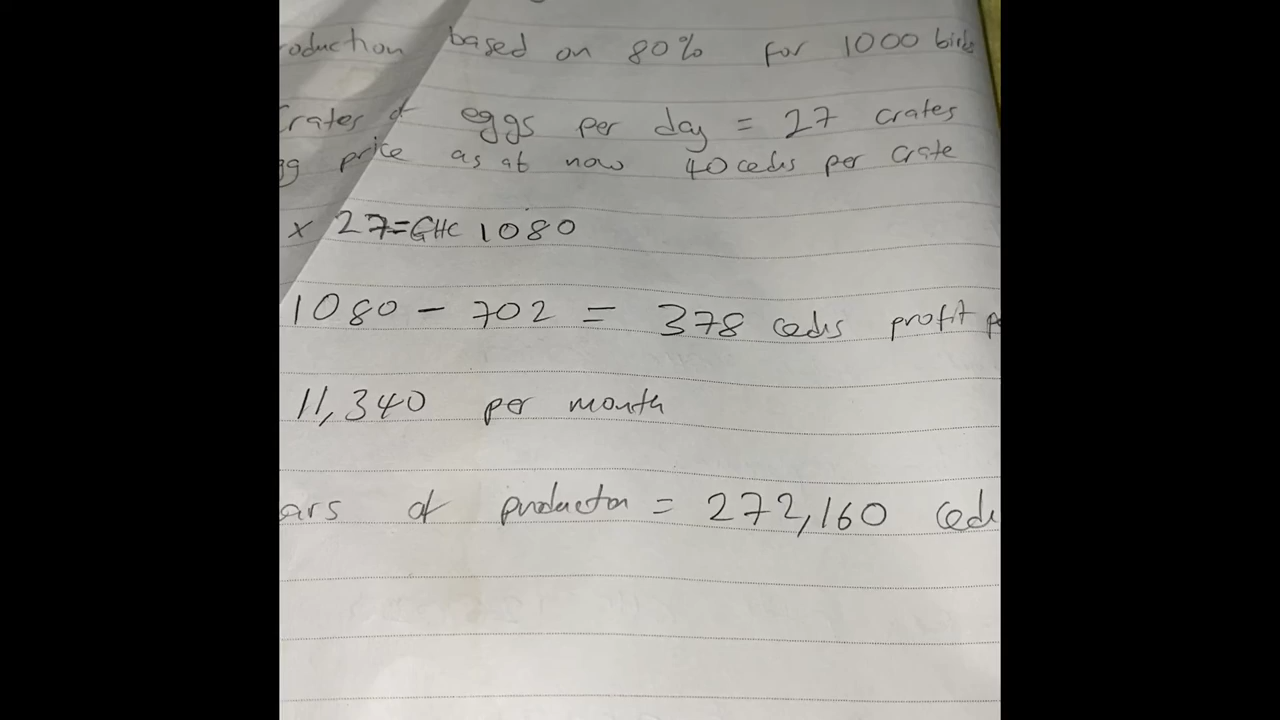 roduction based on 80% for 1000 birds
Crates of eggs per day = 27 crates
gg price as at now 40 cedis per crate
x 27=GHC 1080
1080 - 702 = 378 cedis profit p
11,340 per month
ars of production = 272,160 cedi